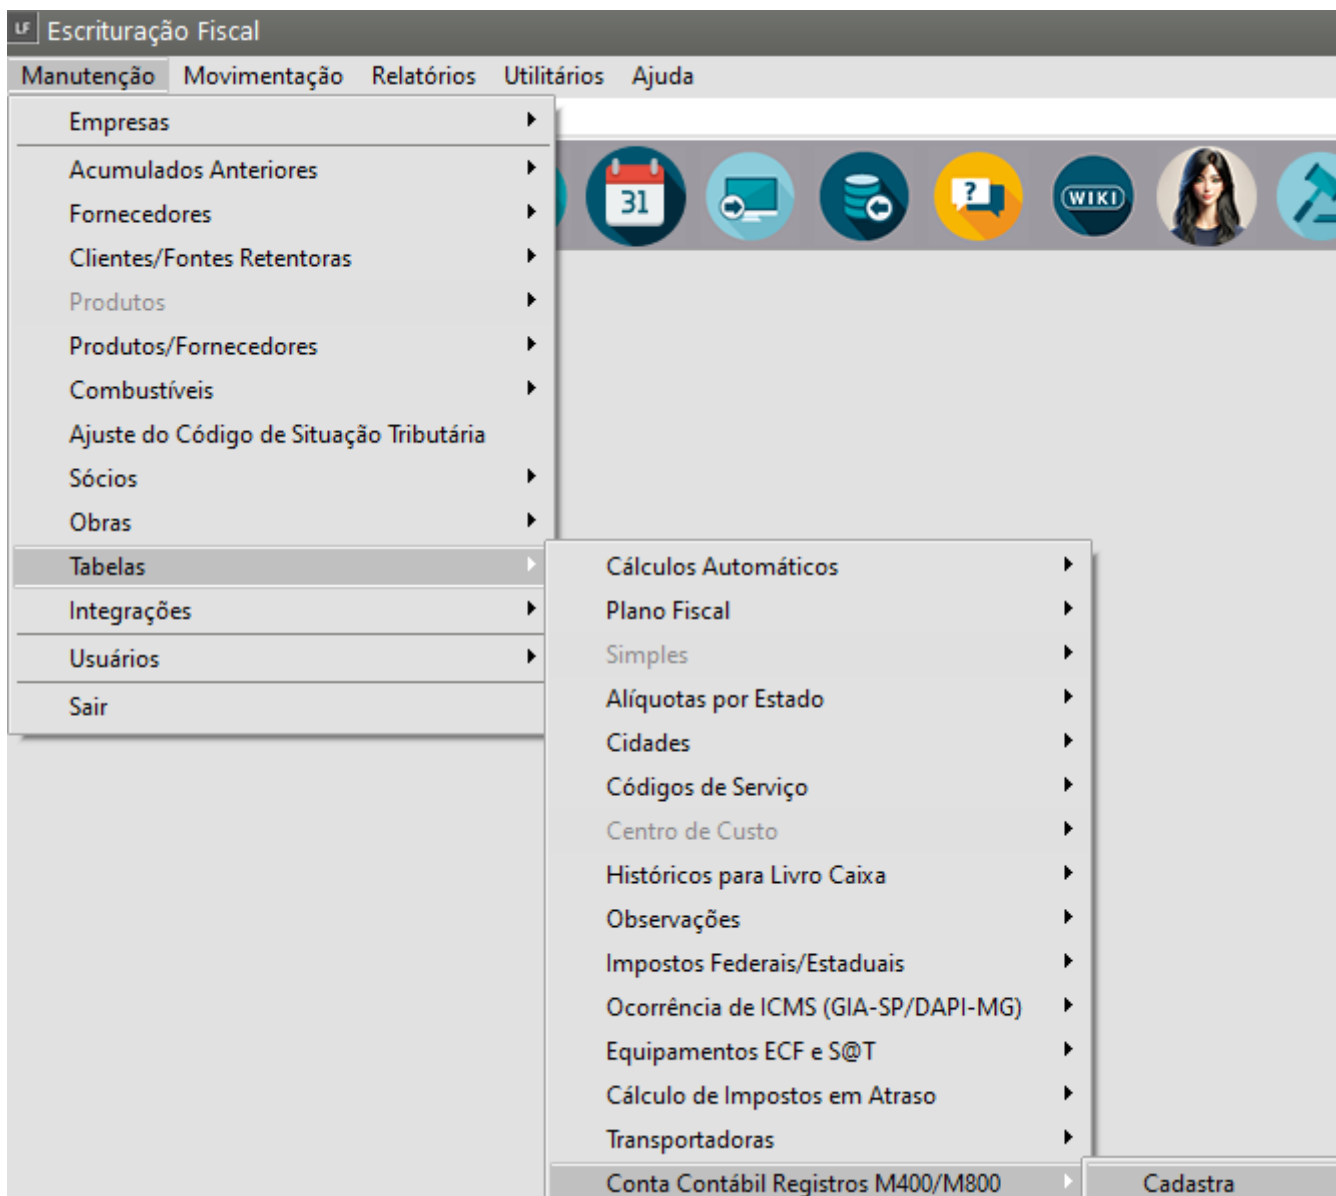 LF Escrituração Fiscal
Manutenção Movimentação Relatórios Utilitários Ajuda
Empresas
Acumulados Anteriores
Fornecedores
Clientes/Fontes Retentoras
Produtos
Produtos/Fornecedores
Combustíveis
Ajuste do Código de Situação Tributária
Sócios
Obras
Tabelas
Integrações
Usuários
Sair
31
?
WIKI
Cálculos Automáticos
Plano Fiscal
Simples
Alíquotas por Estado
Cidades
Códigos de Serviço
Centro de Custo
Históricos para Livro Caixa
Observações
Impostos Federais/Estaduais
Ocorrência de ICMS (GIA-SP/DAPI-MG)
Equipamentos ECF e S@T
Cálculo de Impostos em Atraso
Transportadoras
Conta Contábil Registros M400/M800
Cadastra